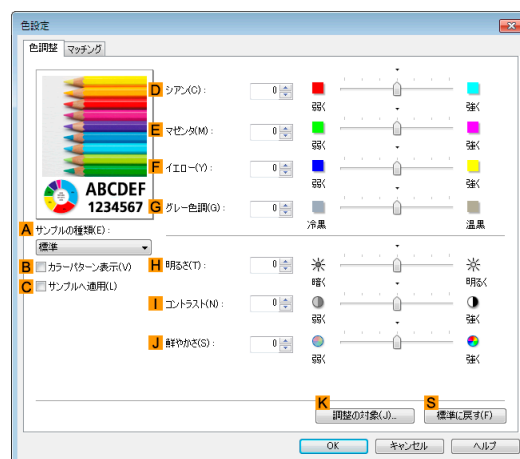 色設定
色調整 マッチング
D シアン(C) : 0
弱く 強く
E マゼンタ(M) : 0
弱く 強く
F イエロー(Y) : 0
弱く 強く
ABCDEF
1234567
G グレー色調(G) : 0
冷黒 温黒
A サンプルの種類(E) :
標準
B カラーパターン表示(V)
H 明るさ(T) : 0
暗く 明るく
C サンプルへ適用(L)
I コントラスト(N) : 0
弱く 強く
J 鮮やかさ(S) : 0
弱く 強く
K 調整の対象(J)...
S 標準に戻す(F)
OK キャンセル ヘルプ